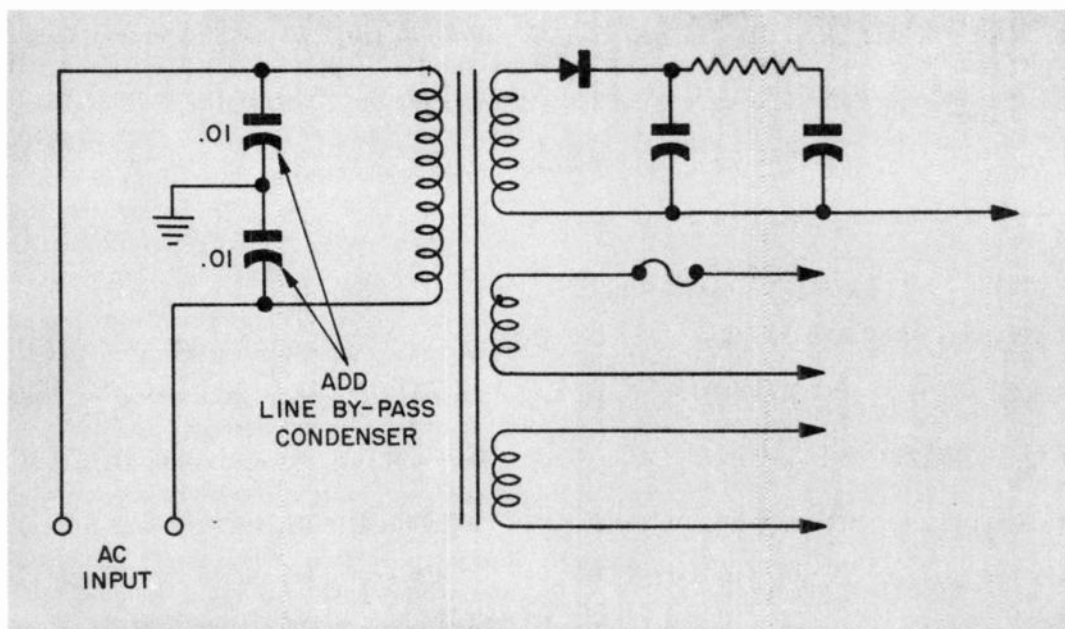 .01
.01
ADD
LINE BY-PASS
CONDENSER
AC
INPUT